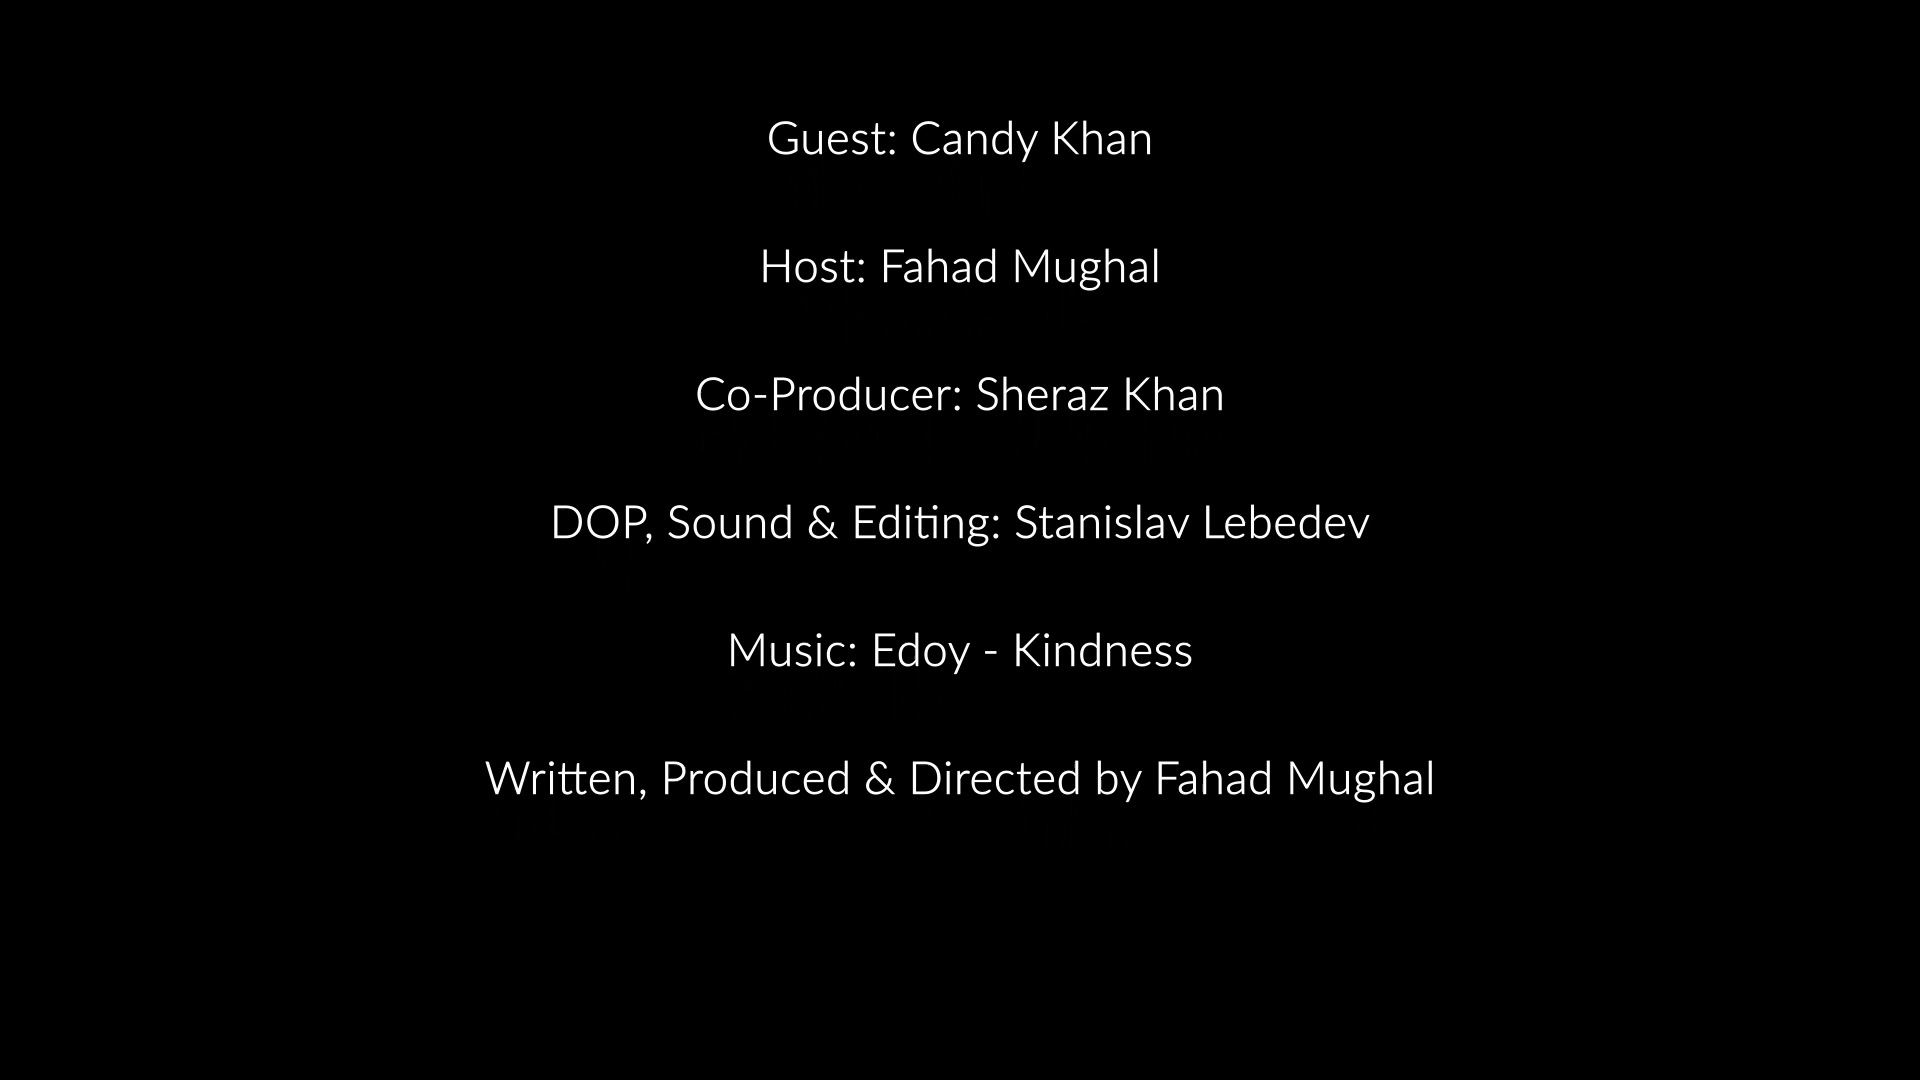 Guest: Candy Khan
Host: Fahad Mughal
Co-Producer: Sheraz Khan
DOP, Sound & Editing: Stanislav Lebedev
Music: Edoy - Kindness
Written, Produced & Directed by Fahad Mughal